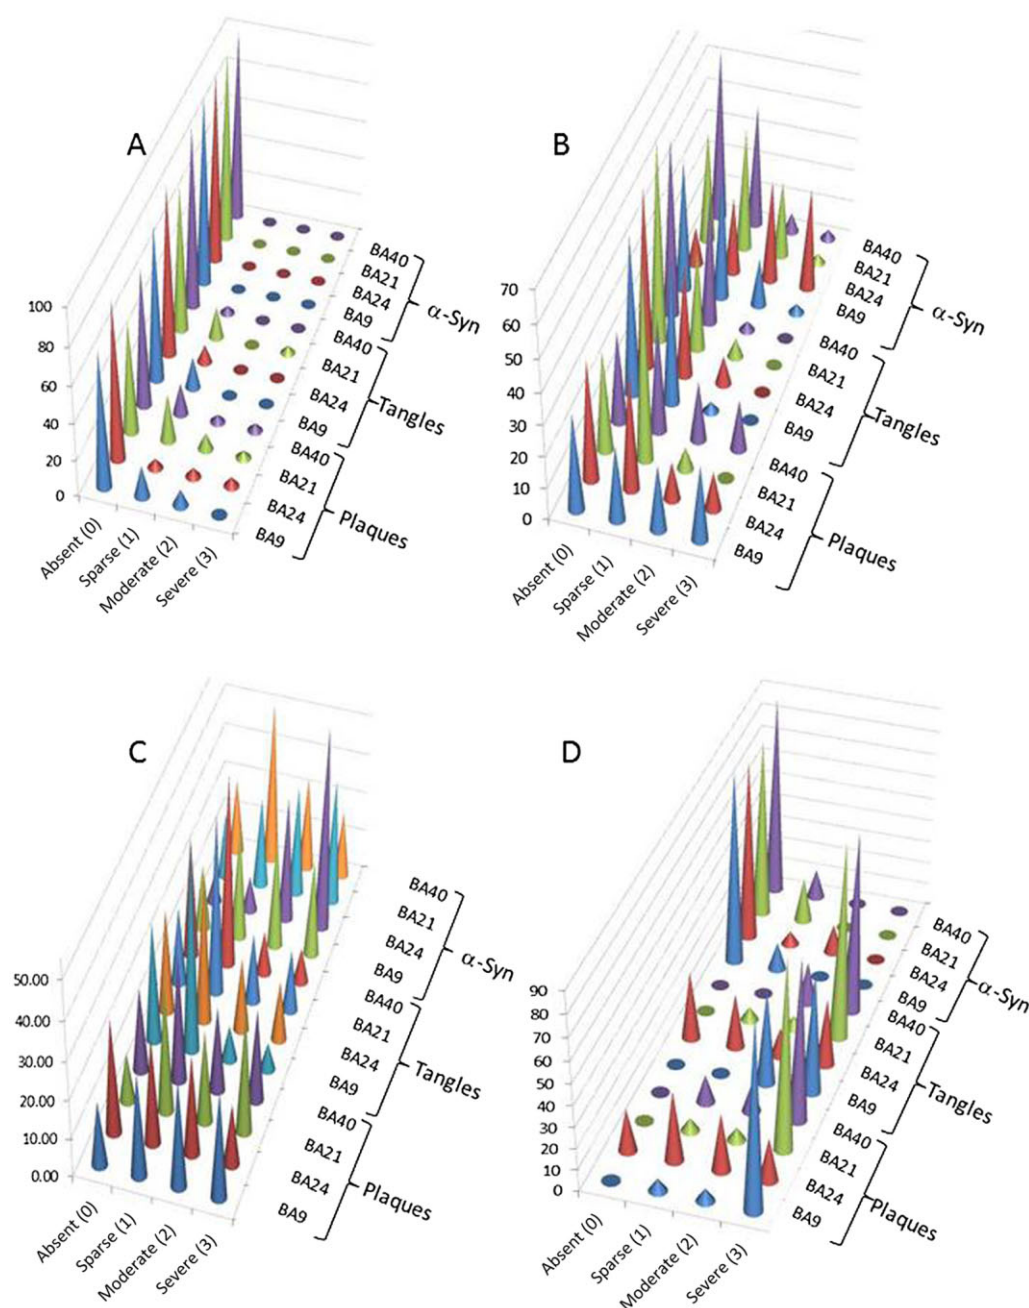 A
100
80
60
40
20
0
Absent (0)
Sparse (1)
Moderate (2)
Severe (3)
BA40
BA21
BA24
BA9
α-Syn
BA40
BA21
BA24
BA9
Tangles
BA40
BA21
BA24
BA9
Plaques
B
70
60
50
40
30
20
10
0
Absent (0)
Sparse (1)
Moderate (2)
Severe (3)
BA40
BA21
BA24
BA9
α-Syn
BA40
BA21
BA24
BA9
Tangles
BA40
BA21
BA24
BA9
Plaques
C
50.00
40.00
30.00
20.00
10.00
0.00
Absent (0)
Sparse (1)
Moderate (2)
Severe (3)
BA40
BA21
BA24
BA9
α-Syn
BA40
BA21
BA24
BA9
Tangles
BA40
BA21
BA24
BA9
Plaques
D
90
80
70
60
50
40
30
20
10
0
Absent (0)
Sparse (1)
Moderate (2)
Severe (3)
BA40
BA21
BA24
BA9
α-Syn
BA40
BA21
BA24
BA9
Tangles
BA40
BA21
BA24
BA9
Plaques